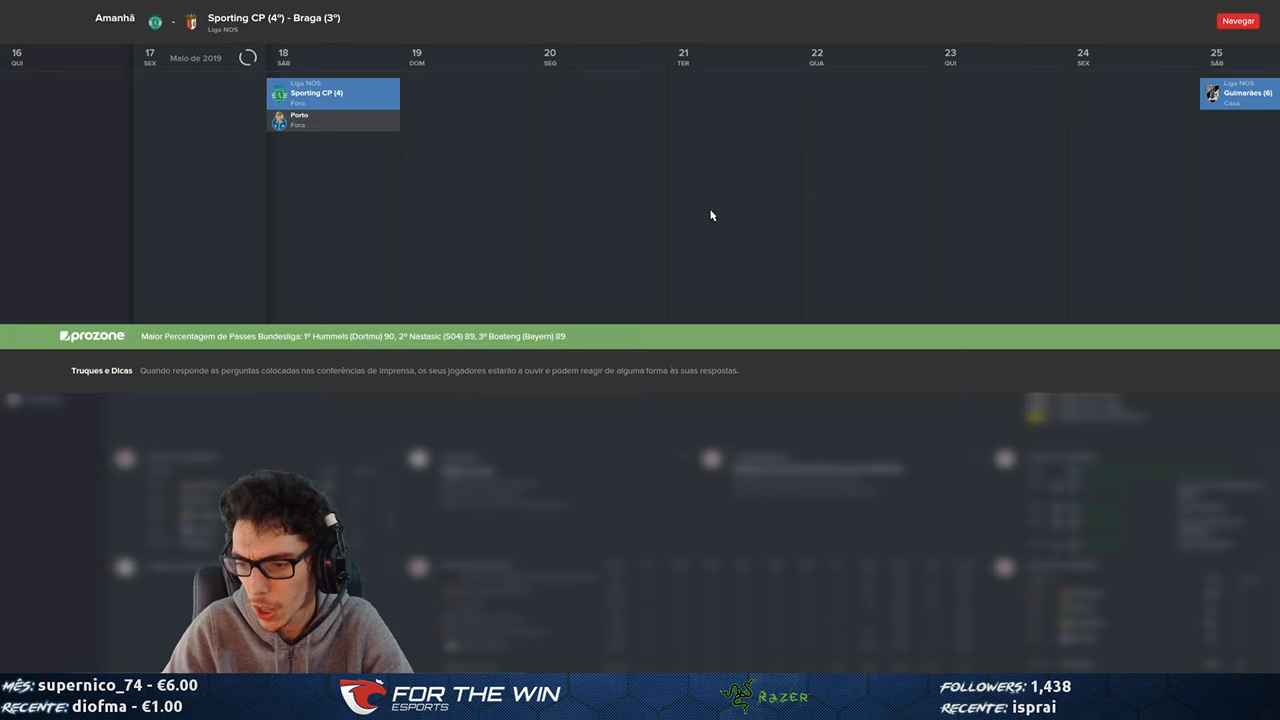 Amanhã
Sporting CP (4º) - Braga (3º)
Liga NOS
Navegar
16
QUI
17
SEX
Maio de 2019
18
SÁB
19
DOM
20
SEG
21
TER
22
QUA
23
QUI
24
SEX
25
SÁB
Liga NOS
Sporting CP (4)
Fora
Porto
Fora
Liga NOS
Guimarães (6)
Casa
prozone
Maior Percentagem de Passes Bundesliga: 1º Hummels (Dortmu) 90, 2º Nastasic (S04) 89, 3º Boateng (Bayern) 89
Truques e Dicas
Quando responde às perguntas colocadas nas conferências de imprensa, os seus jogadores estarão a ouvir e podem reagir de alguma forma às suas respostas.
MÊS: supernico_74 - €6.00
RECENTE: diofma - €1.00
FOR THE WIN
ESPORTS
RAZER
FOLLOWERS: 1,438
RECENTE: isprai